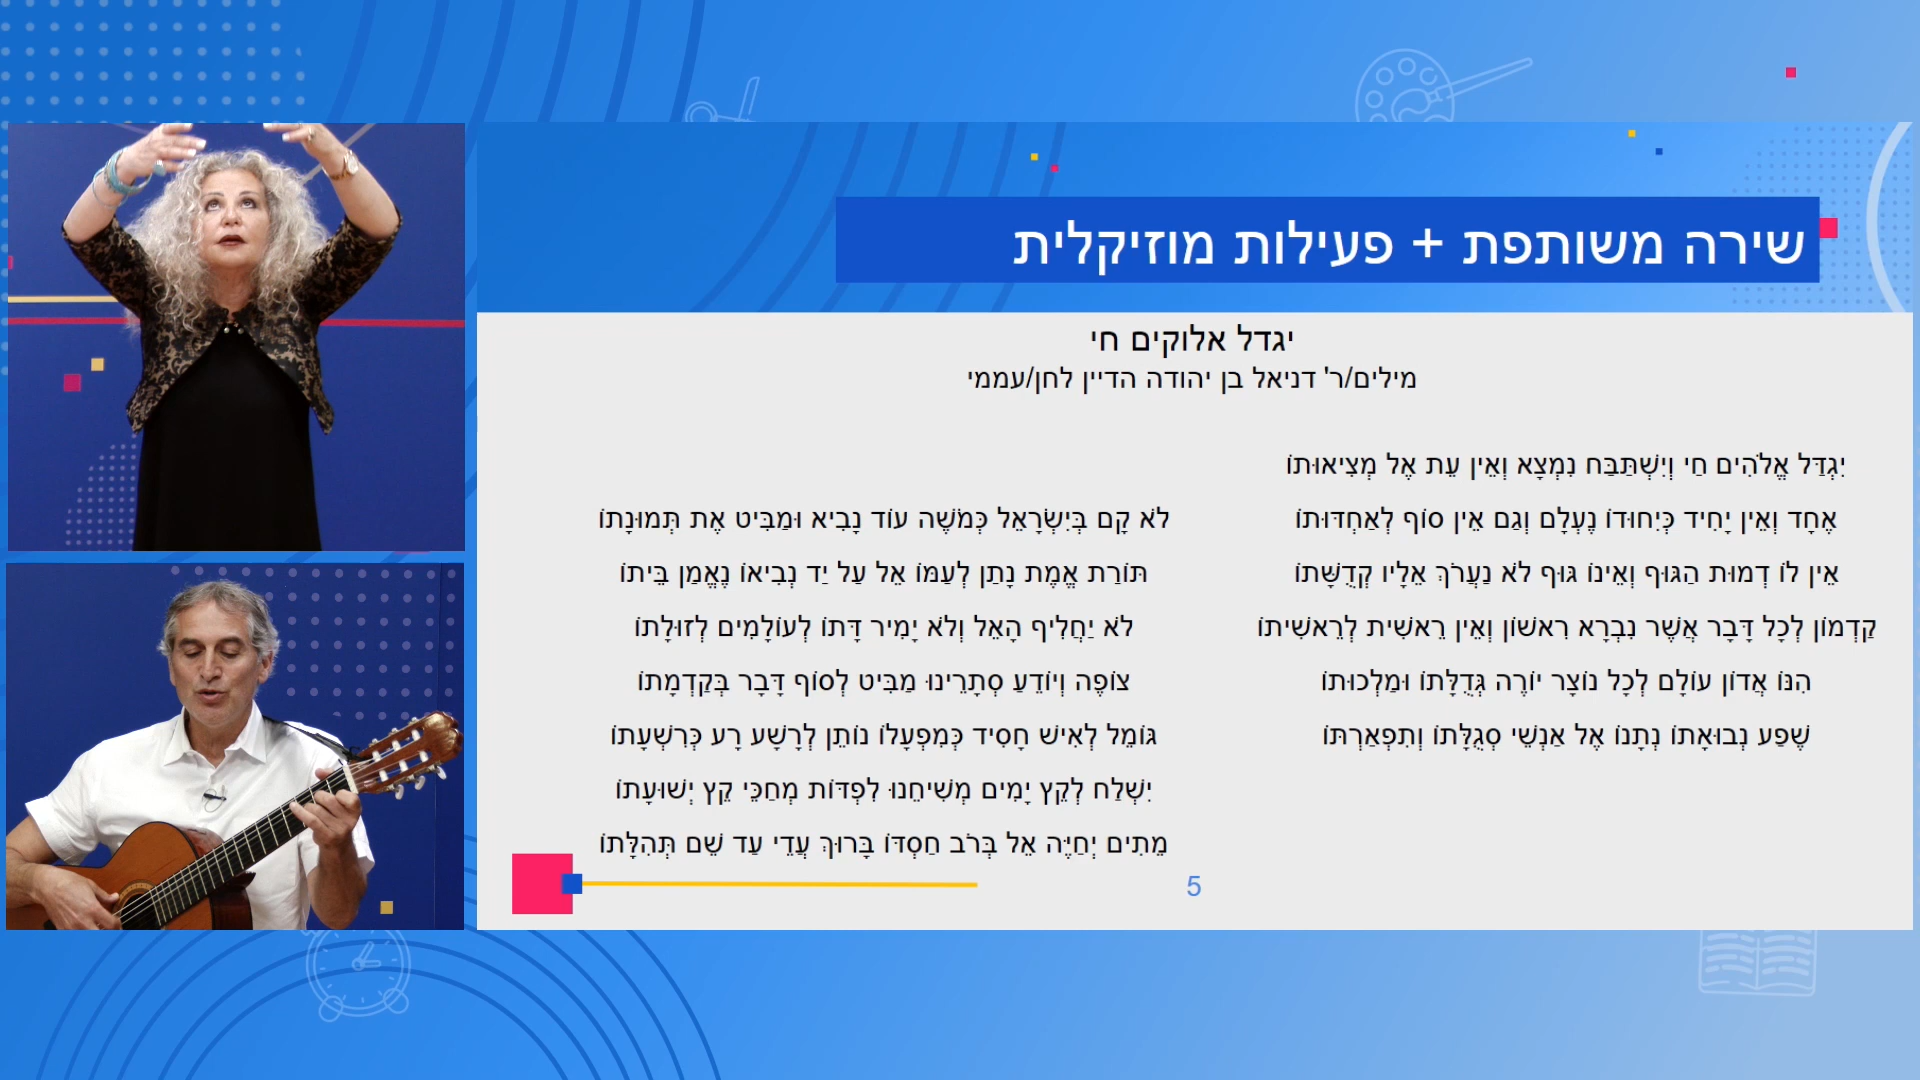 שירה משותפת + פעילות מוזיקלית
יגדל אלוקים חי
מילים/ר' דניאל בן יהודה הדיין לחן/עממי
יִגְדַּל אֱלֹהִים חַי וְיִשְׁתַּבַּח נִמְצָא וְאֵין עֵת אֶל מְצִיאוּתוֹ
אֶחָד וְאֵין יָחִיד כְּיִחוּדוֹ נֶעְלָם וְגַם אֵין סוֹף לְאַחְדּוּתוֹ
אֵין לוֹ דְמוּת הַגּוּף וְאֵינוֹ גּוּף לֹא נַעֲרֹךְ אֵלָיו קְדֻשָּׁתוֹ
קַדְמוֹן לְכָל דָּבָר אֲשֶׁר נִבְרָא רִאשׁוֹן וְאֵין רֵאשִׁית לְרֵאשִׁיתוֹ
הִנּוֹ אֲדוֹן עוֹלָם לְכָל נוֹצָר יוֹרֶה גְּדֻלָּתוֹ וּמַלְכוּתוֹ
שֶׁפַע נְבוּאָתוֹ נְתָנוֹ אֶל אַנְשֵׁי סְגֻלָּתוֹ וְתִפְאַרְתּוֹ
לֹא קָם בְּיִשְׂרָאֵל כְּמֹשֶׁה עוֹד נָבִיא וּמַבִּיט אֶת תְּמוּנָתוֹ
תּוֹרַת אֱמֶת נָתַן לְעַמּוֹ אֵל עַל יַד נְבִיאוֹ נֶאֱמַן בֵּיתוֹ
לֹא יַחֲלִיף הָאֵל וְלֹא יָמִיר דָּתוֹ לְעוֹלָמִים לְזוּלָתוֹ
צוֹפֶה וְיוֹדֵעַ סְתָרֵינוּ מַבִּיט לְסוֹף דָּבָר בְּקַדְמָתוֹ
גּוֹמֵל לְאִישׁ חָסִיד כְּמִפְעָלוֹ נוֹתֵן לְרָשָׁע רָע כְּרִשְׁעָתוֹ
יִשְׁלַח לְקֵץ יָמִים מְשִׁיחֵנוּ לִפְדּוֹת מְחַכֵּי קֵץ יְשׁוּעָתוֹ
מֵתִים יְחַיֶּה אֵל בְּרֹב חַסְדּוֹ בָּרוּךְ עֲדֵי עַד שֵׁם תְּהִלָּתוֹ
5